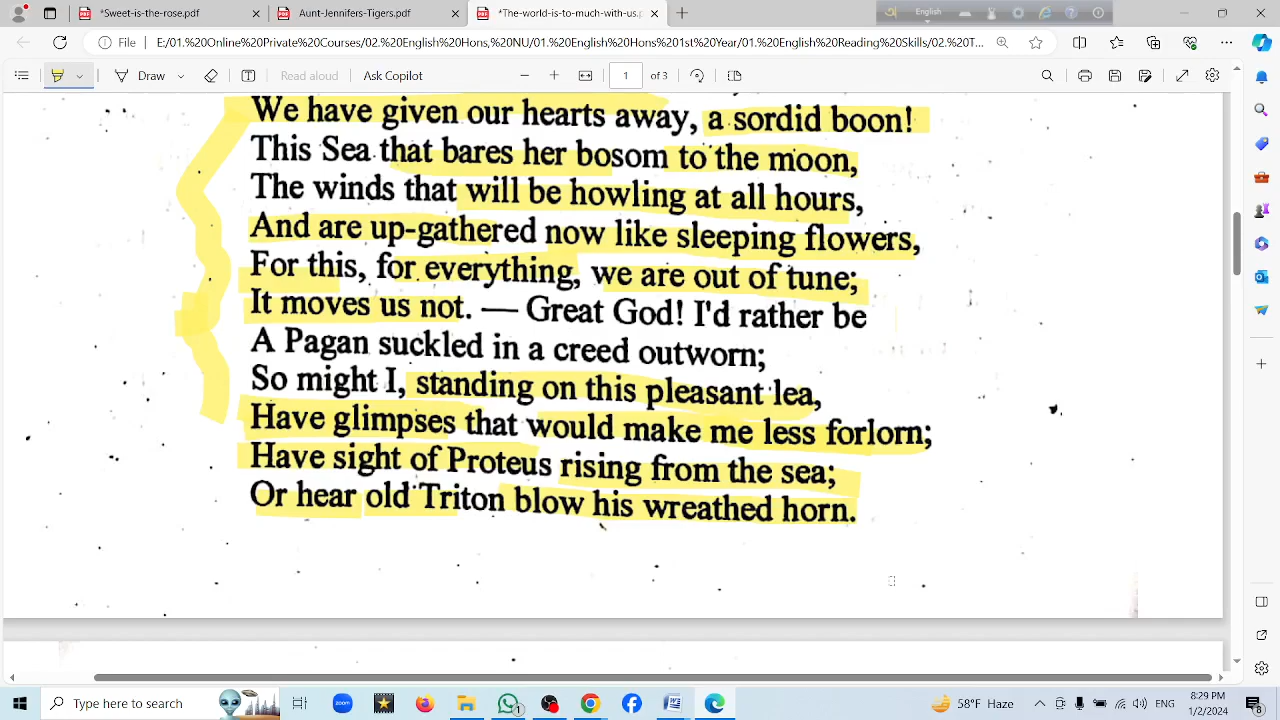 *Sweet-is-the-rose.pdf
Aunt-Jennifer-Tigerspdf
*The-world-is-to-much-with-us.p
English
File
E:/01.%20Online/Private%20Courses/02.%20English%20Hons/NU/01.%20English%20Hons%201st%20Year/01.English%20Reading%20Skills/02.%20T...
Draw
Read aloud
Ask Copilot
1
of 3
We have given our hearts away, a sordid boon!
This Sea that bares her bosom to the moon,
The winds that will be howling at all hours,
And are up-gathered now like sleeping flowers,
For this, for everything, we are out of tune;
It moves us not. — Great God! I'd rather be
A Pagan suckled in a creed outworn;
So might I, standing on this pleasant lea,
Have glimpses that would make me less forlorn;
Have sight of Proteus rising from the sea;
Or hear old Triton blow his wreathed horn.
Type here to search
58°F Haze
ENG
8:29 PM
1/2/2024